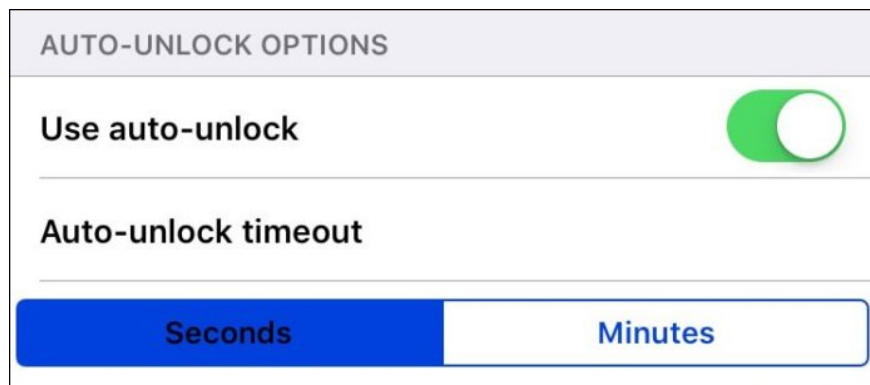 AUTO-UNLOCK OPTIONS
Use auto-unlock
Auto-unlock timeout
Seconds Minutes